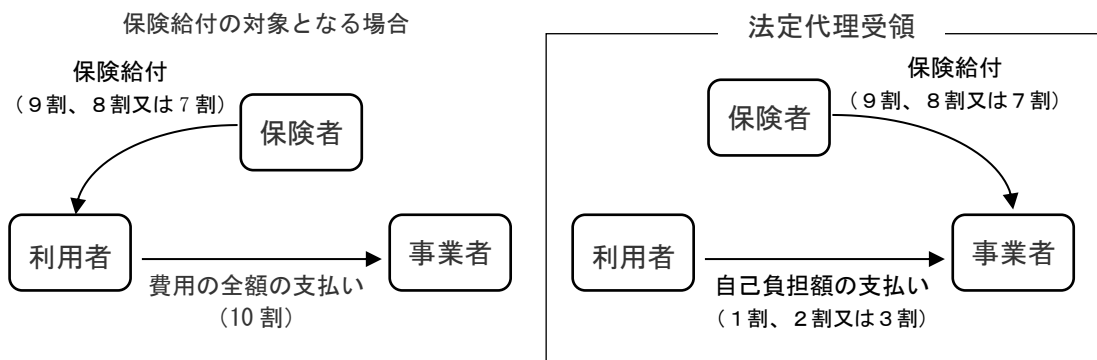 保険給付の対象となる場合
保険給付
（９割、８割又は７割）
保険者
利用者
事業者
費用の全額の支払い
（10 割）
法定代理受領
保険給付
（９割、８割又は７割）
保険者
利用者
事業者
自己負担額の支払い
（１割、２割又は３割）